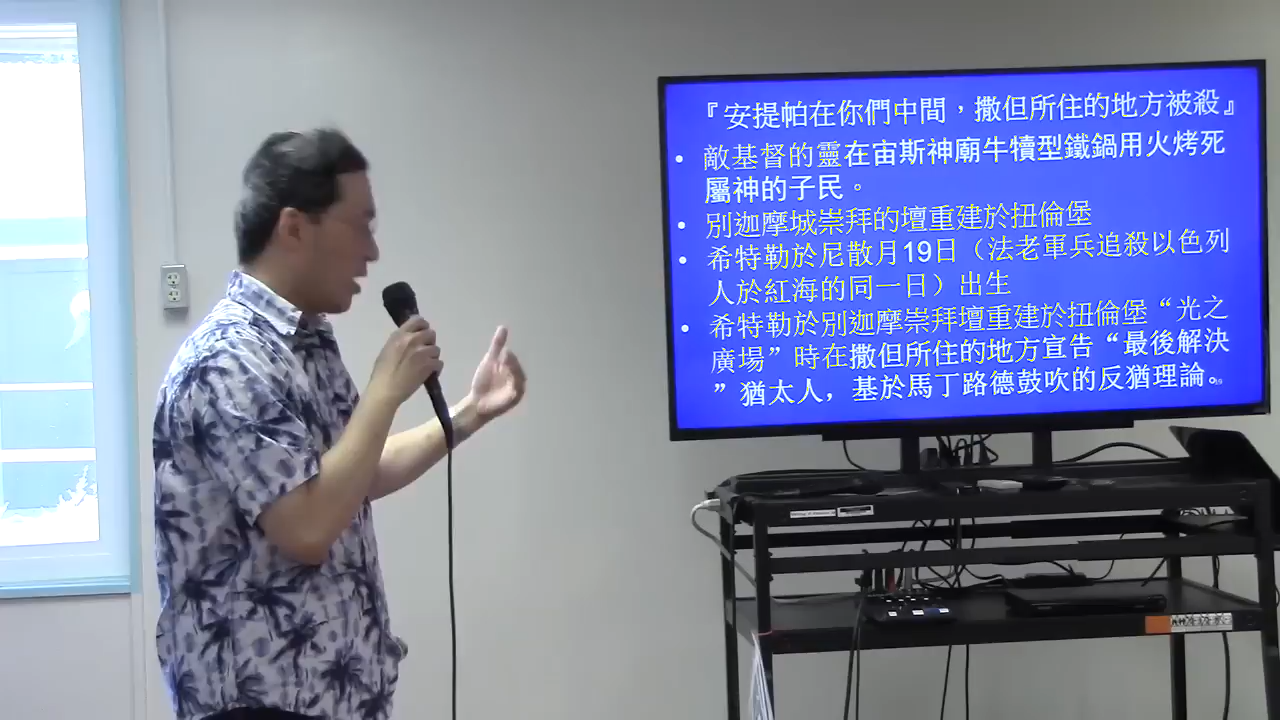 『安提帕在你們中間，撒但所住的地方被殺』
• 敵基督的靈在宙斯神廟牛犢型鐵鍋用火烤死
屬神的子民。
• 別迦摩城崇拜的壇重建於扭倫堡
• 希特勒於尼散月19日（法老軍兵追殺以色列
人於紅海的同一日）出生
• 希特勒於別迦摩崇拜壇重建於扭倫堡“光之
廣場”時在撒但所住的地方宣告“最後解決
”猶太人，基於馬丁路德鼓吹的反猶理論。